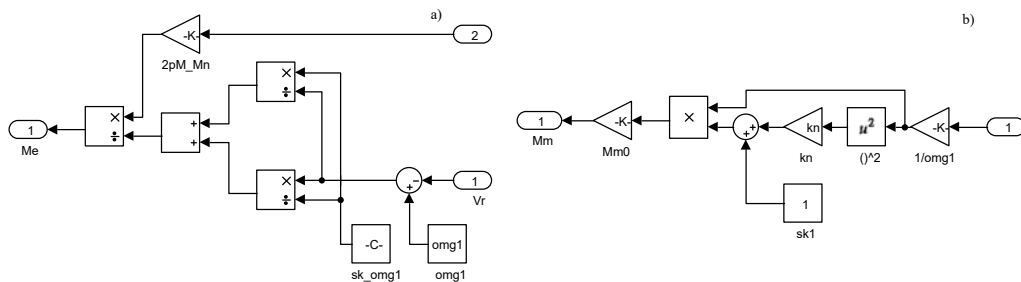 a)
-K-
2
2pM_Mn
×
÷
×
÷
1
Me
+
+
×
÷
−
+
1
Vr
-C-
sk_omg1
omg1
omg1
b)
1
Mm
-K-
Mm0
×
+
+
kn
kn
u²
()^2
-K-
1/omg1
1
1
sk1